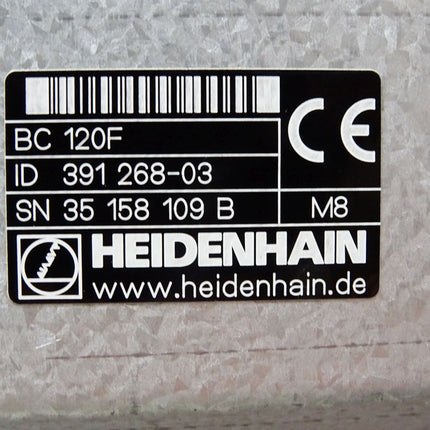 BC 120F
CE
ID 391 268-03
SN 35 158 109 B M8
HEIDENHAIN
www.heidenhain.de